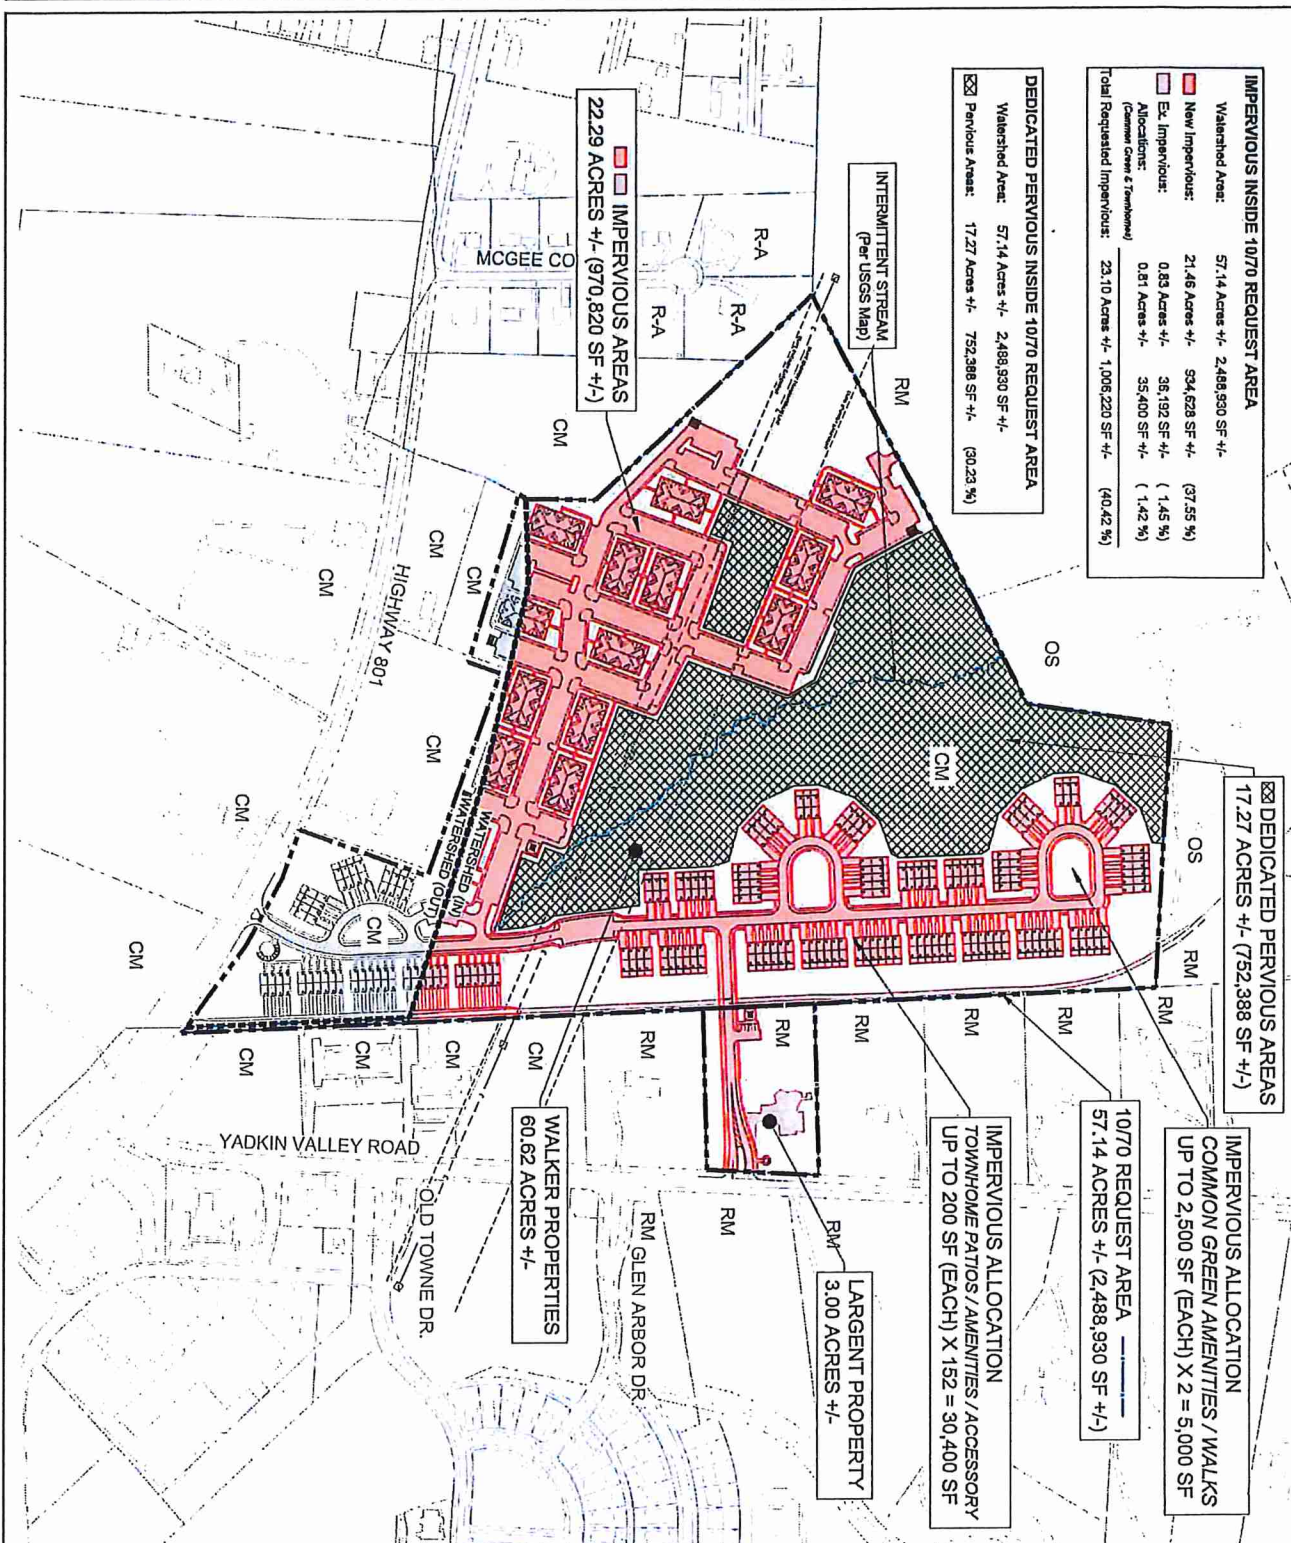 IMPERVIOUS INSIDE 10/70 REQUEST AREA
Watershed Area: 57.14 Acres +/- 2,488,930 SF +/-
New Impervious: 21.46 Acres +/- 934,628 SF +/- (37.55 %)
Ex. Impervious: 0.83 Acres +/- 36,192 SF +/- ( 1.45 %)
Allocations: 0.81 Acres +/- 35,400 SF +/- ( 1.42 %)
(Common Green & Townhomes)
Total Requested Impervious: 23.10 Acres +/- 1,006,220 SF +/- (40.42 %)
DEDICATED PERVIOUS INSIDE 10/70 REQUEST AREA
Watershed Area: 57.14 Acres +/- 2,488,930 SF +/-
Pervious Areas: 17.27 Acres +/- 752,388 SF +/- (30.23 %)
INTERMITTENT STREAM
(Per USGS Map)
IMPERVIOUS AREAS
22.29 ACRES +/- (970,820 SF +/-)
DEDICATED PERVIOUS AREAS
17.27 ACRES +/- (752,388 SF +/-)
IMPERVIOUS ALLOCATION
COMMON GREEN AMENITIES / WALKS
UP TO 2,500 SF (EACH) X 2 = 5,000 SF
10/70 REQUEST AREA
57.14 ACRES +/- (2,488,930 SF +/-)
IMPERVIOUS ALLOCATION
TOWNHOME PATIOS / AMENITIES / ACCESSORY
UP TO 200 SF (EACH) X 152 = 30,400 SF
LARGENT PROPERTY
3.00 ACRES +/-
WALKER PROPERTIES
60.62 ACRES +/-
MCGEE CO
R-A
R-A
R-A
RM
OS
OS
RM
RM
RM
RM
RM
RM
RM
RM
RM
RM
CM
CM
CM
CM
CM
CM
CM
CM
CM
CM
CM
CM
CM
HIGHWAY 801
WATERSHED (IN)
WATERSHED (OUT)
YADKIN VALLEY ROAD
OLD TOWNE DR.
GLEN ARBOR DR.